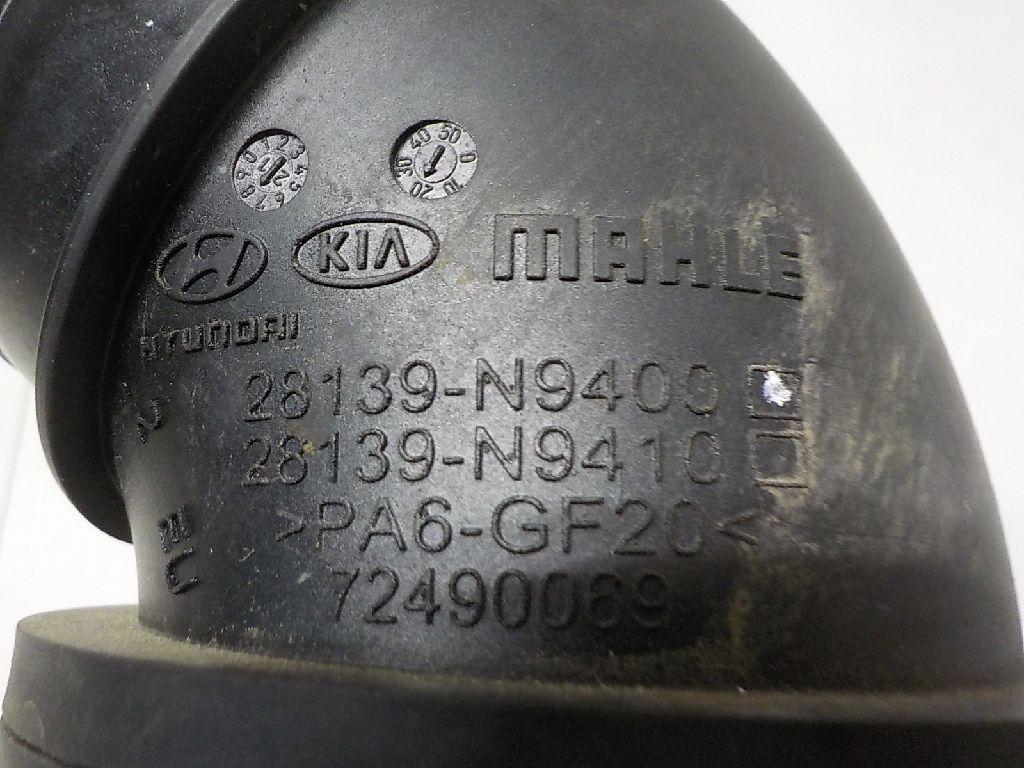 KIA MAHLE
HYUNDAI
28139-N9400
28139-N9410
>PA6-GF20<
72490069